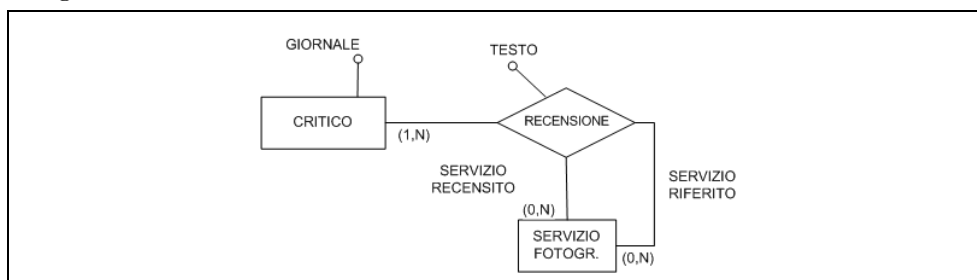 GIORNALE
TESTO
CRITICO
RECENSIONE
(1,N)
SERVIZIO
RECENSITO
SERVIZIO
RIFERITO
(0,N)
SERVIZIO
FOTOGR.
(0,N)